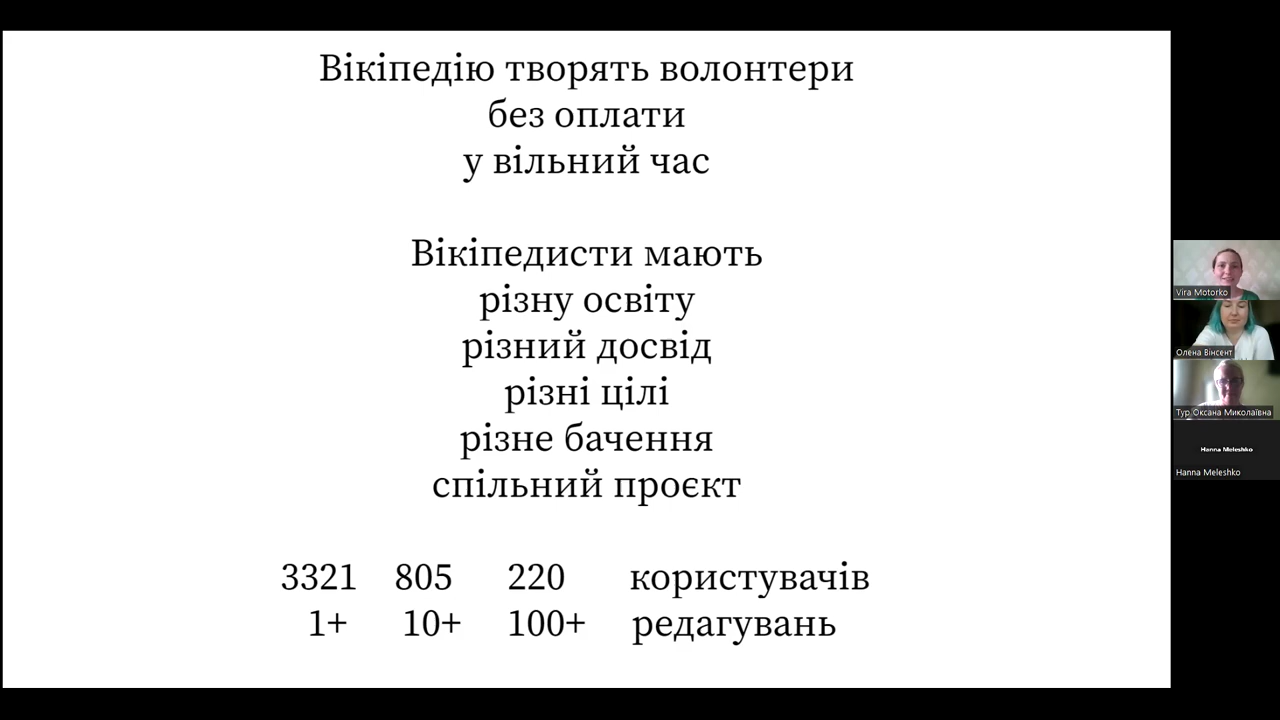 Вікіпедію творять волонтери
без оплати
у вільний час
Вікіпедисти мають
різну освіту
різний досвід
різні цілі
різне бачення
спільний проєкт
3321 805 220 користувачів
1+ 10+ 100+ редагувань
Vira Motorko
Олена Вінсент
Тур Оксана Миколаївна
Hanna Meleshko
Hanna Meleshko